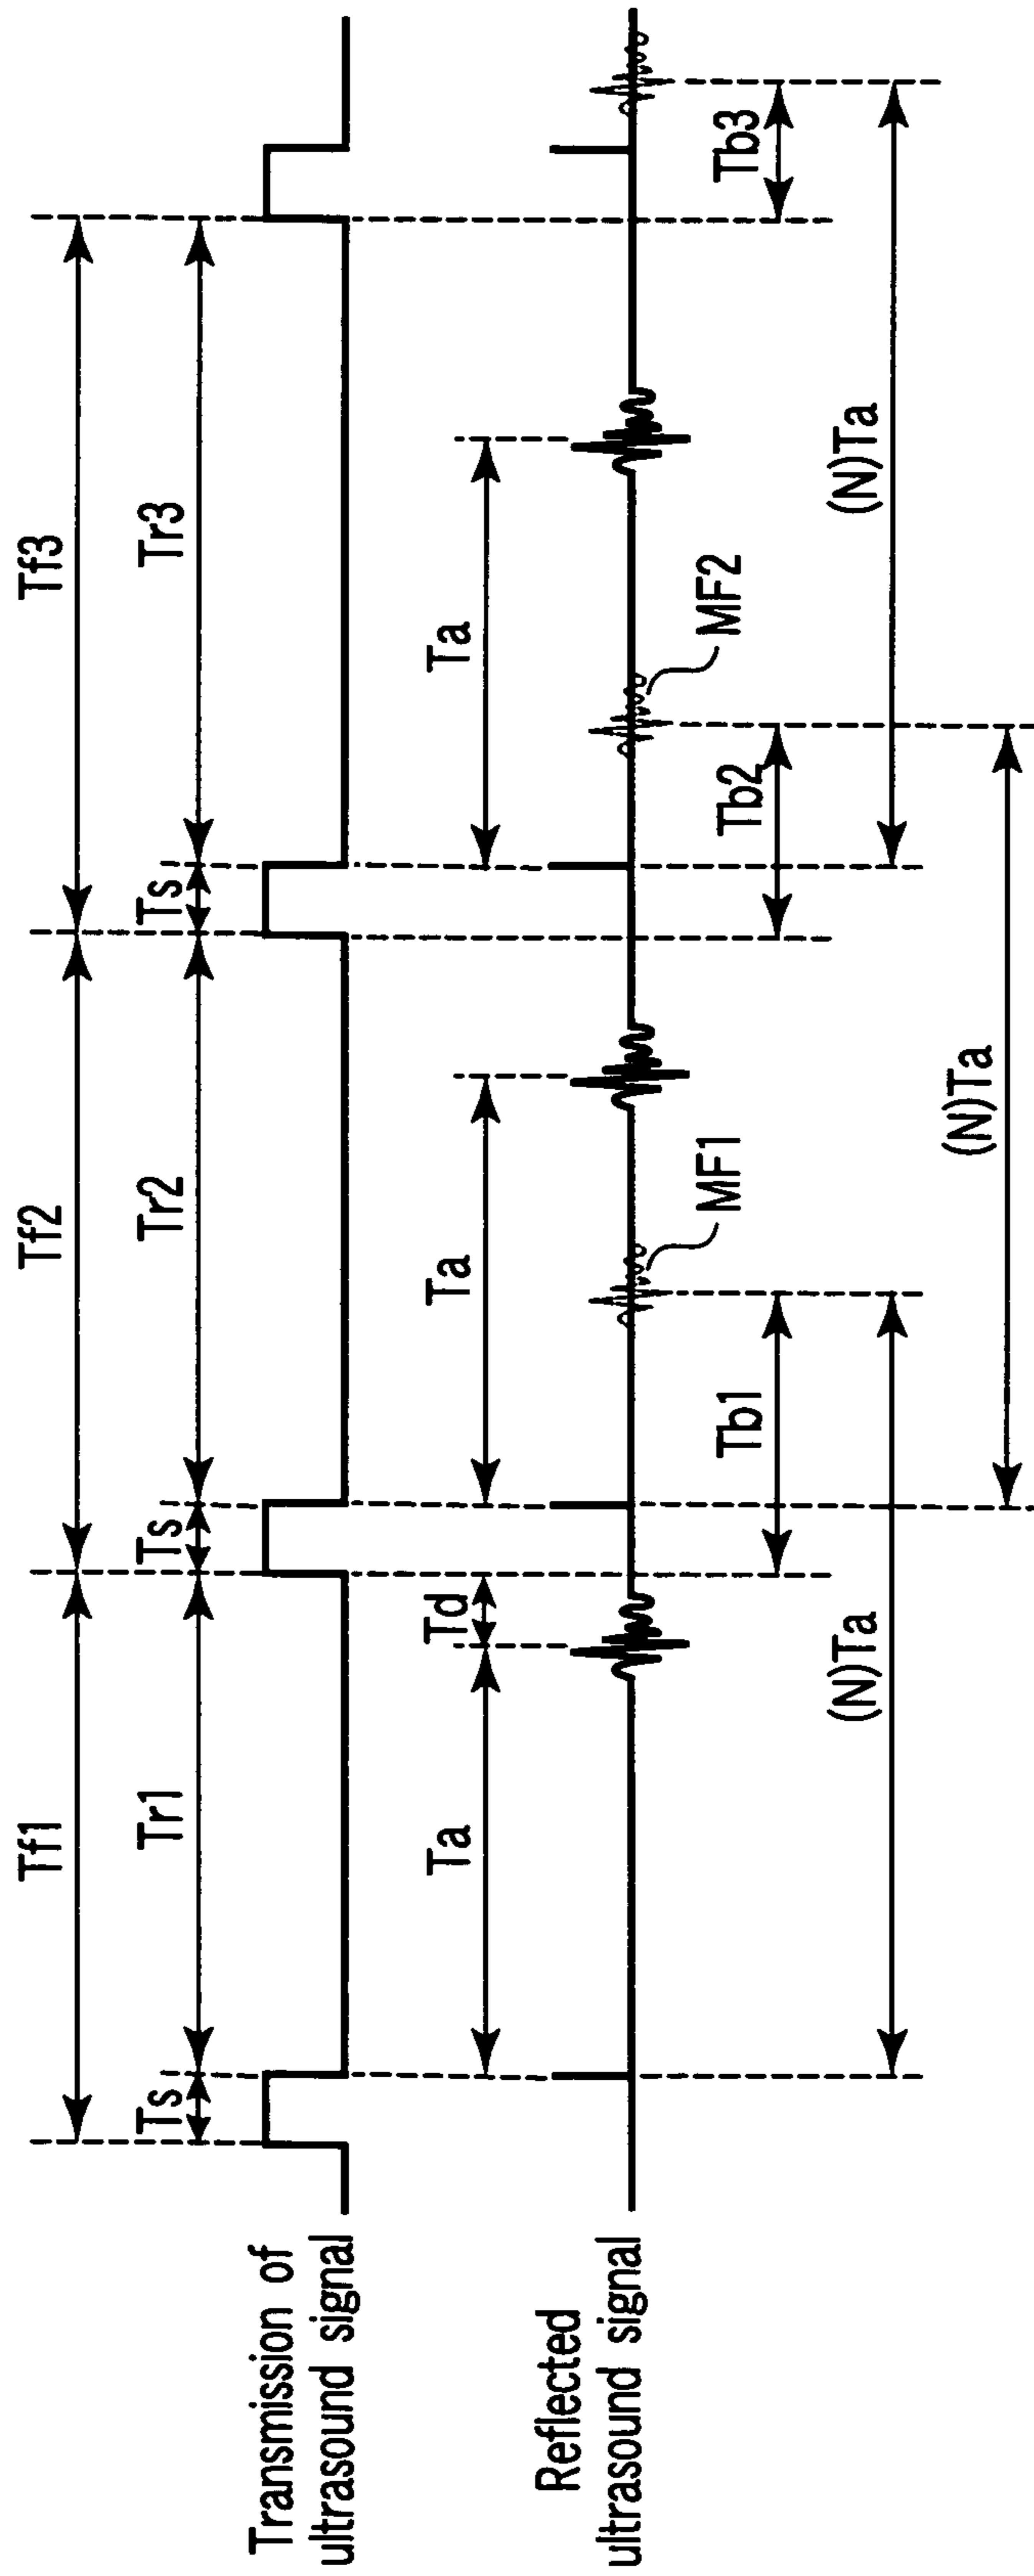 Tf1 Tf2 Tf3
Ts Tr1 Ts Tr2 Ts Tr3
Transmission of
ultrasound signal
Ta Td Ta Ta
Reflected
ultrasound signal
MF1 MF2
Tb1 Tb2 Tb3
(N)Ta (N)Ta
(N)Ta